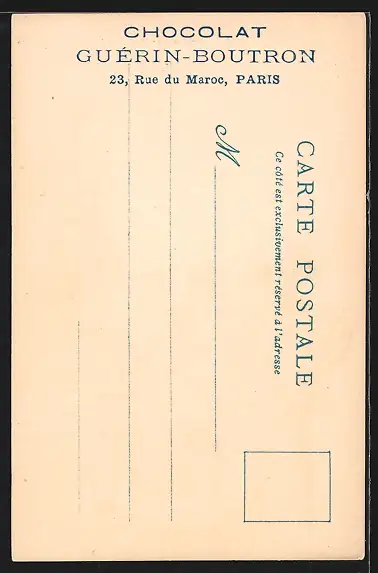 CHOCOLAT
GUÉRIN-BOUTRON
23, Rue du Maroc, PARIS
CARTE POSTALE
Ce côté est exclusivement réservé à l'adresse
M